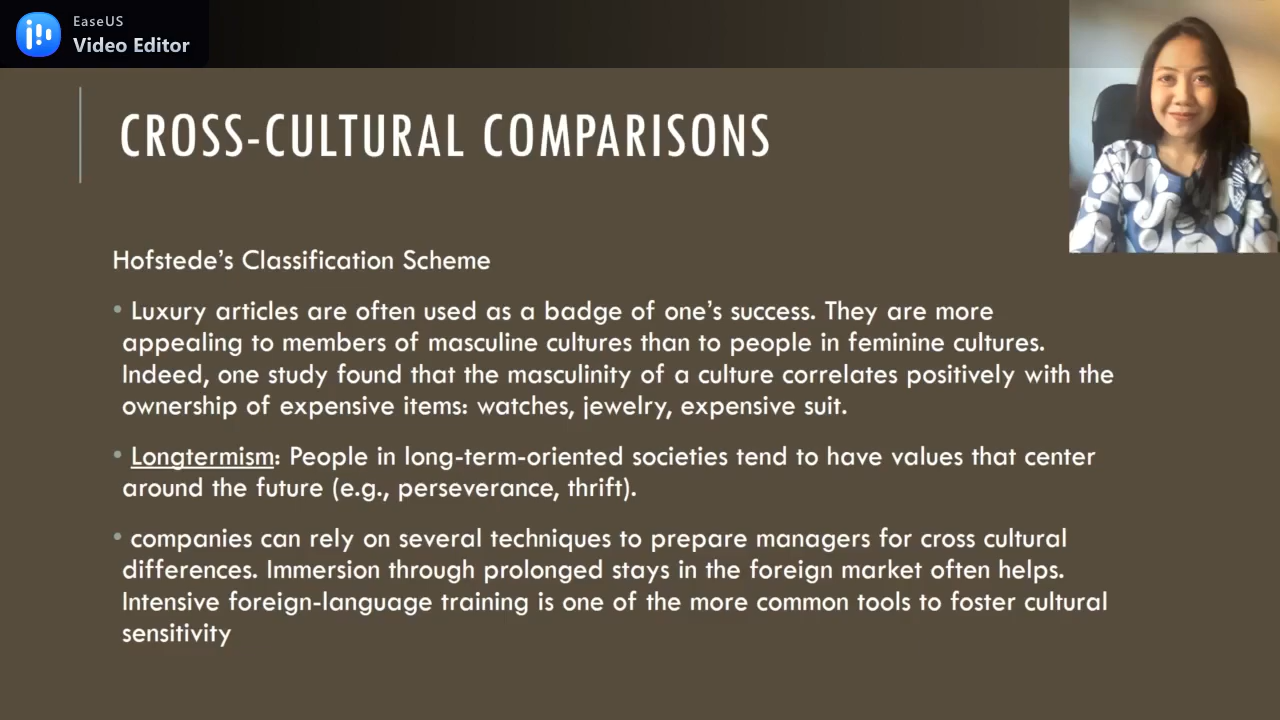 EaseUS
Video Editor
CROSS-CULTURAL COMPARISONS
Hofstede’s Classification Scheme
• Luxury articles are often used as a badge of one’s success. They are more
appealing to members of masculine cultures than to people in feminine cultures.
Indeed, one study found that the masculinity of a culture correlates positively with the
ownership of expensive items: watches, jewelry, expensive suit.
• Longtermism: People in long-term-oriented societies tend to have values that center
around the future (e.g., perseverance, thrift).
• companies can rely on several techniques to prepare managers for cross cultural
differences. Immersion through prolonged stays in the foreign market often helps.
Intensive foreign-language training is one of the more common tools to foster cultural
sensitivity